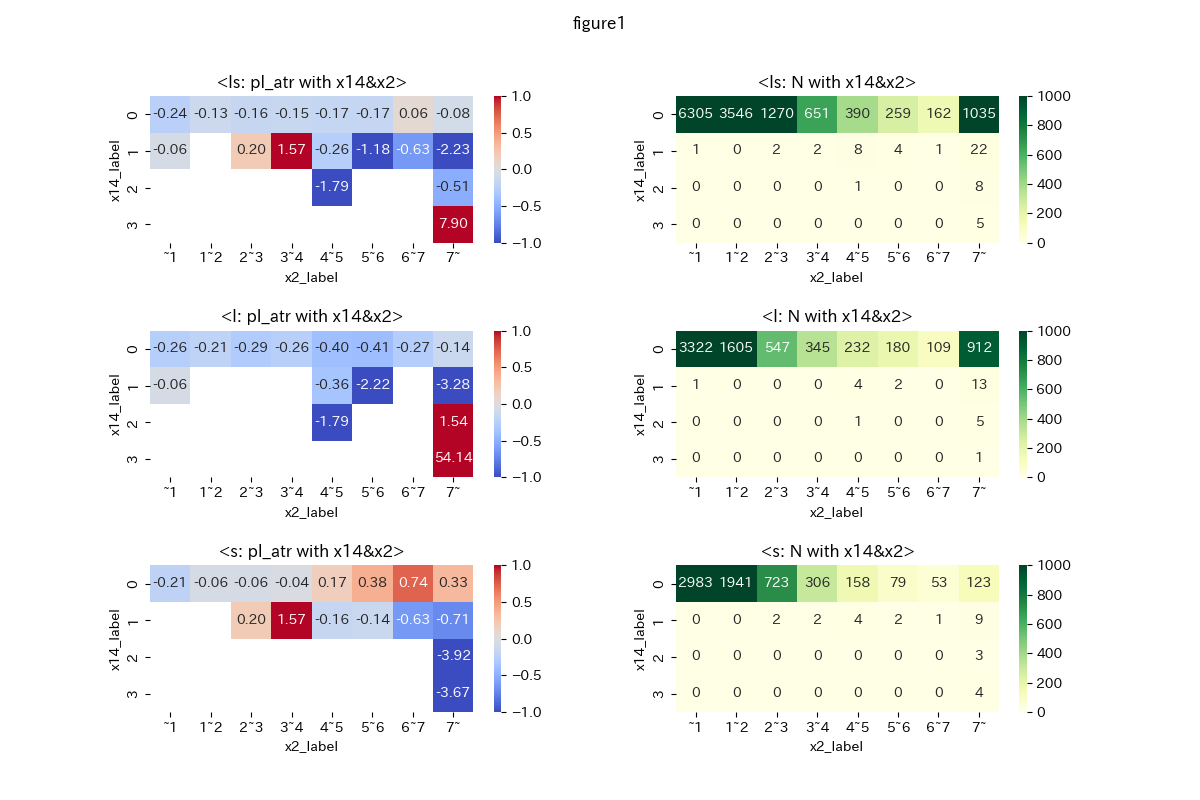 figure1
<ls: pl_atr with x14&x2>
x14_label
0 -0.24 -0.13 -0.16 -0.15 -0.17 -0.17 0.06 -0.08
1 -0.06 0.20 1.57 -0.26 -1.18 -0.63 -2.23
2 -1.79 -0.51
3 7.90
~1 1~2 2~3 3~4 4~5 5~6 6~7 7~
x2_label
1.0
0.5
0.0
−0.5
−1.0
<ls: N with x14&x2>
x14_label
0 6305 3546 1270 651 390 259 162 1035
1 1 0 2 2 8 4 1 22
2 0 0 0 0 1 0 0 8
3 0 0 0 0 0 0 0 5
~1 1~2 2~3 3~4 4~5 5~6 6~7 7~
x2_label
1000
800
600
400
200
0
<l: pl_atr with x14&x2>
x14_label
0 -0.26 -0.21 -0.29 -0.26 -0.40 -0.41 -0.27 -0.14
1 -0.06 -0.36 -2.22 -3.28
2 -1.79 1.54
3 54.14
~1 1~2 2~3 3~4 4~5 5~6 6~7 7~
x2_label
1.0
0.5
0.0
−0.5
−1.0
<l: N with x14&x2>
x14_label
0 3322 1605 547 345 232 180 109 912
1 1 0 0 0 4 2 0 13
2 0 0 0 0 1 0 0 5
3 0 0 0 0 0 0 0 1
~1 1~2 2~3 3~4 4~5 5~6 6~7 7~
x2_label
1000
800
600
400
200
0
<s: pl_atr with x14&x2>
x14_label
0 -0.21 -0.06 -0.06 -0.04 0.17 0.38 0.74 0.33
1 0.20 1.57 -0.16 -0.14 -0.63 -0.71
2 -3.92
3 -3.67
~1 1~2 2~3 3~4 4~5 5~6 6~7 7~
x2_label
1.0
0.5
0.0
−0.5
−1.0
<s: N with x14&x2>
x14_label
0 2983 1941 723 306 158 79 53 123
1 0 0 2 2 4 2 1 9
2 0 0 0 0 0 0 0 3
3 0 0 0 0 0 0 0 4
~1 1~2 2~3 3~4 4~5 5~6 6~7 7~
x2_label
1000
800
600
400
200
0